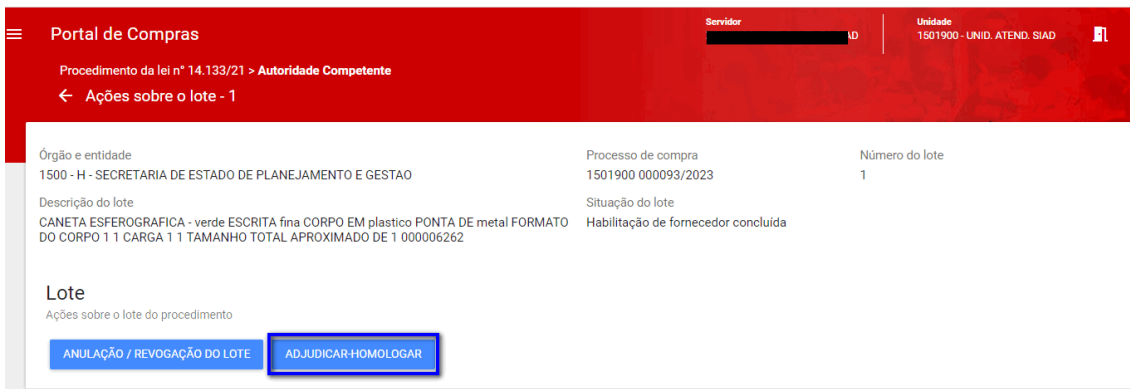 Portal de Compras
Servidor
AD
Unidade
1501900 - UNID. ATEND. SIAD
Procedimento da lei n° 14.133/21 > Autoridade Competente
← Ações sobre o lote - 1
Órgão e entidade
1500 - H - SECRETARIA DE ESTADO DE PLANEJAMENTO E GESTAO
Processo de compra
1501900 000093/2023
Número do lote
1
Descrição do lote
CANETA ESFEROGRAFICA - verde ESCRITA fina CORPO EM plastico PONTA DE metal FORMATO
DO CORPO 1 1 CARGA 1 1 TAMANHO TOTAL APROXIMADO DE 1 000006262
Situação do lote
Habilitação de fornecedor concluída
Lote
Ações sobre o lote do procedimento
ANULAÇÃO / REVOGAÇÃO DO LOTE
ADJUDICAR-HOMOLOGAR